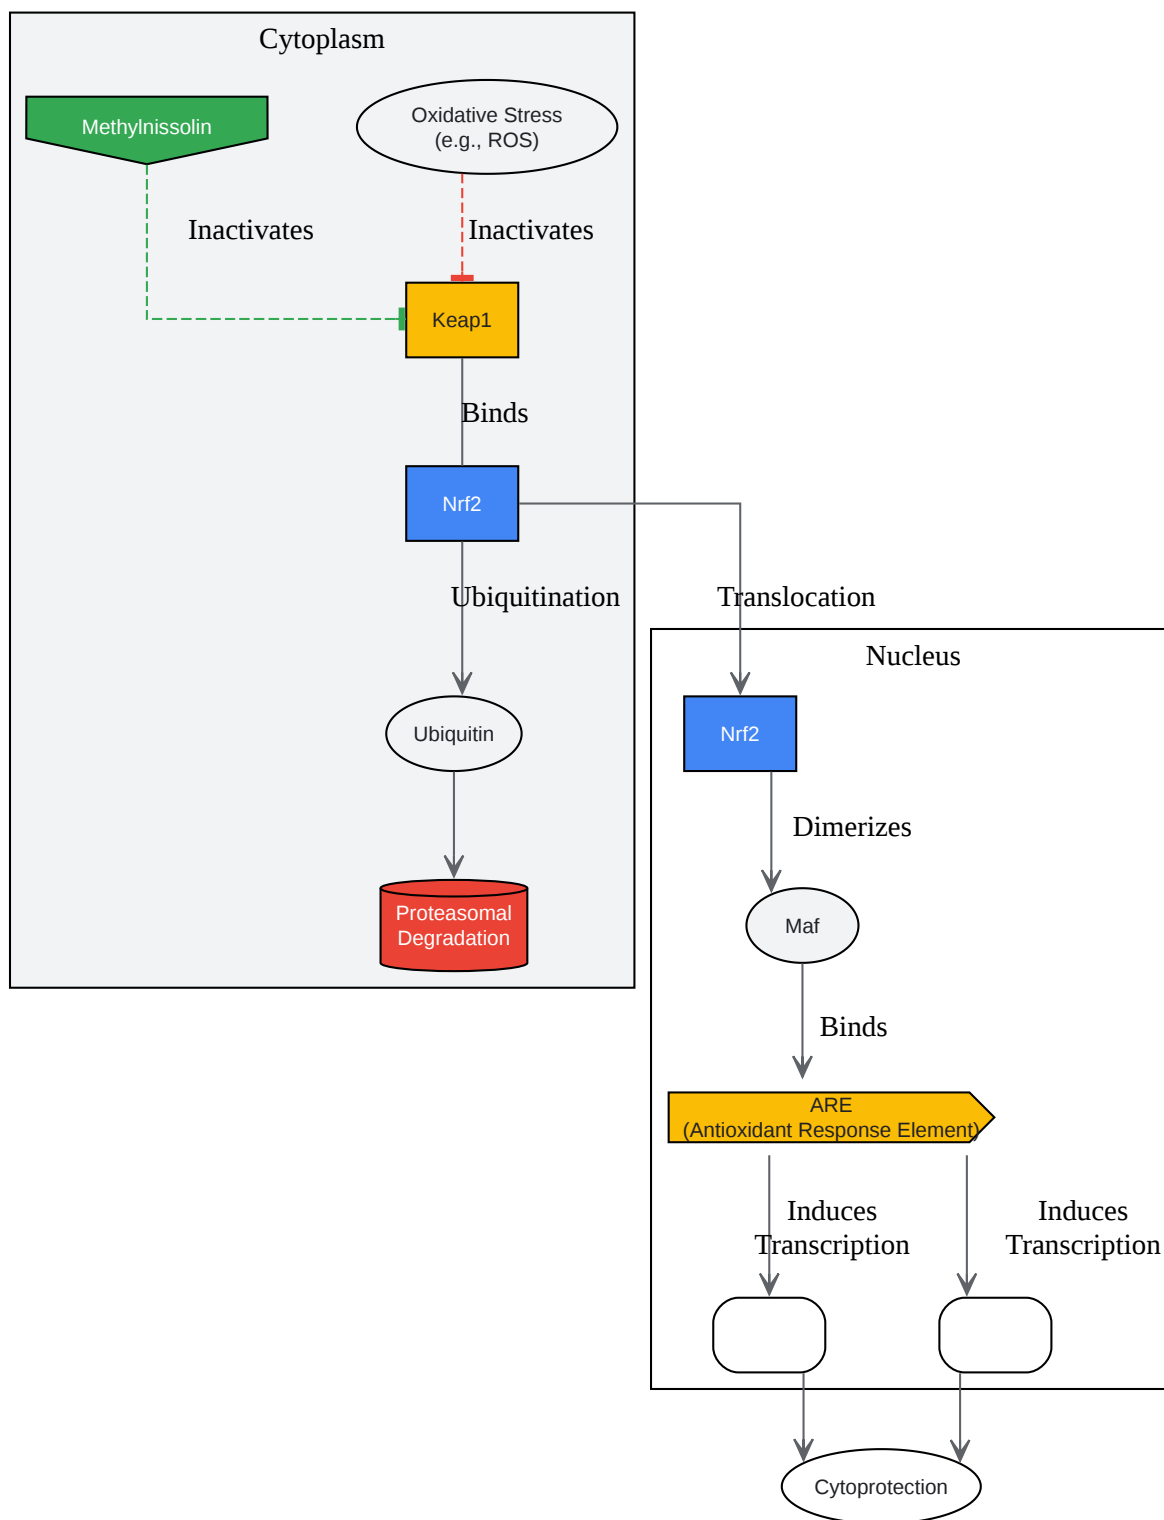 Cytoplasm
Methylnissolin
Oxidative Stress
(e.g., ROS)
Inactivates
Inactivates
Keap1
Binds
Nrf2
Ubiquitination
Translocation
Nucleus
Ubiquitin
Nrf2
Dimerizes
Proteasomal
Degradation
Maf
Binds
ARE
(Antioxidant Response Element)
Induces
Transcription
Induces
Transcription
Cytoprotection